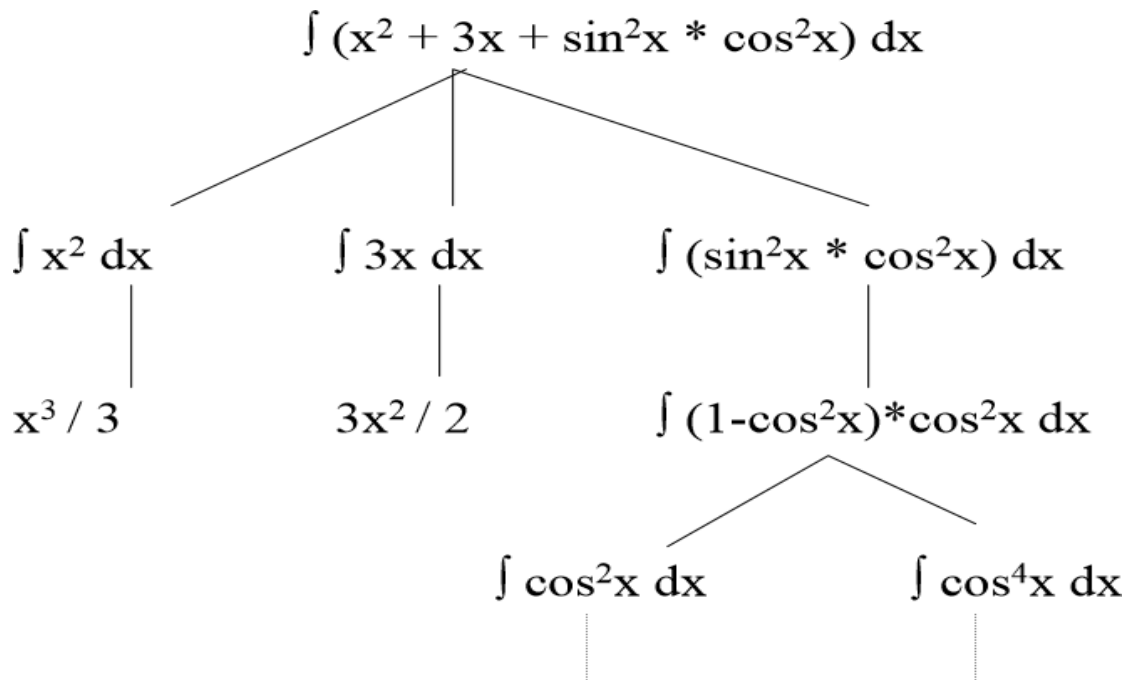 ∫ (x² + 3x + sin²x * cos²x) dx
∫ x² dx ∫ 3x dx ∫ (sin²x * cos²x) dx
x³ / 3 3x² / 2 ∫ (1-cos²x)*cos²x dx
∫ cos²x dx ∫ cos⁴x dx